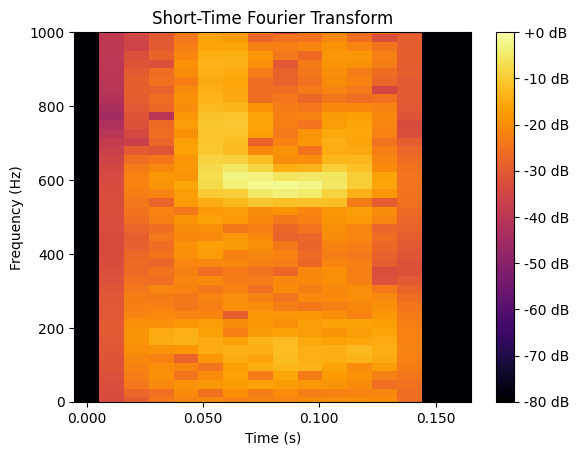 Short-Time Fourier Transform
1000
800
600
400
200
0
Frequency (Hz)
0.000
0.050
0.100
0.150
Time (s)
+0 dB
-10 dB
-20 dB
-30 dB
-40 dB
-50 dB
-60 dB
-70 dB
-80 dB